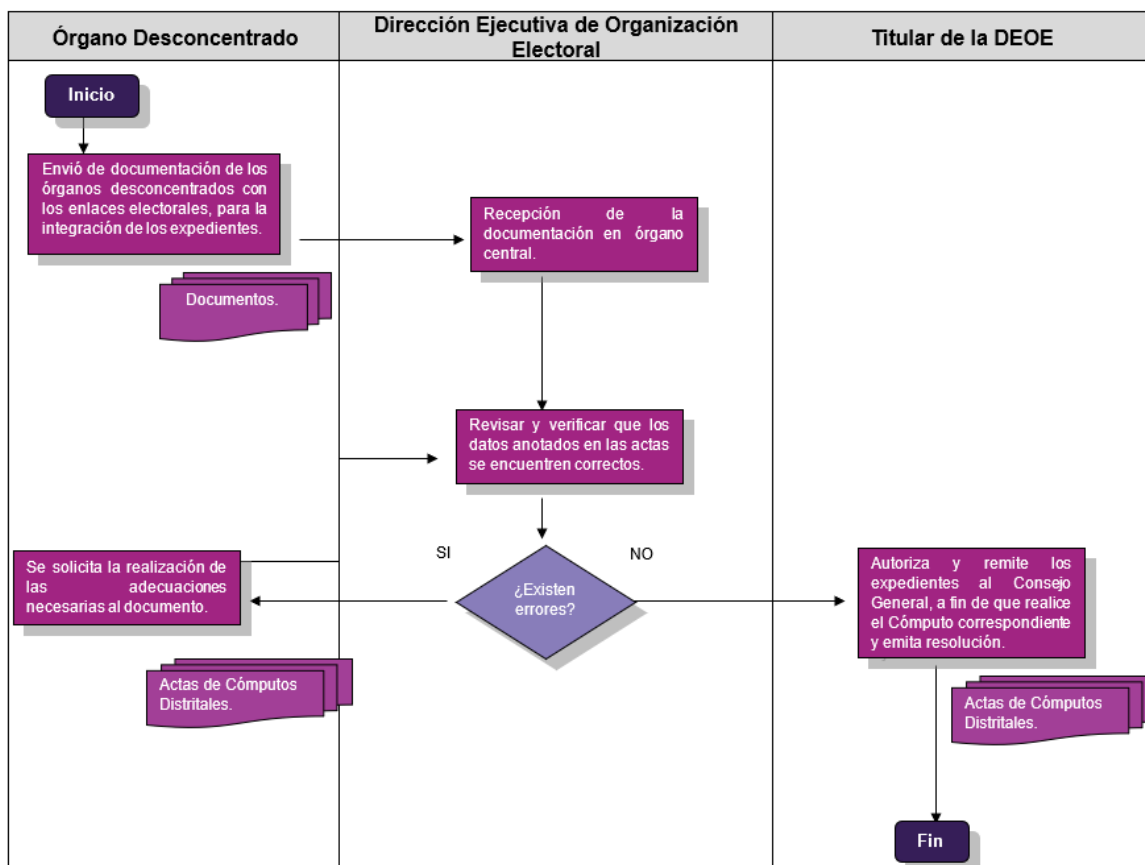 Órgano Desconcentrado
Dirección Ejecutiva de Organización
Electoral
Titular de la DEOE
Inicio
Envió de documentación de los
órganos desconcentrados con
los enlaces electorales, para la
integración de los expedientes.
Documentos.
Recepción de la
documentación en órgano
central.
Revisar y verificar que los
datos anotados en las actas
se encuentren correctos.
SI
NO
¿Existen
errores?
Se solicita la realización de
las adecuaciones
necesarias al documento.
Actas de Cómputos
Distritales.
Autoriza y remite los
expedientes al Consejo
General, a fin de que realice
el Cómputo correspondiente
y emita resolución.
Actas de Cómputos
Distritales.
Fin